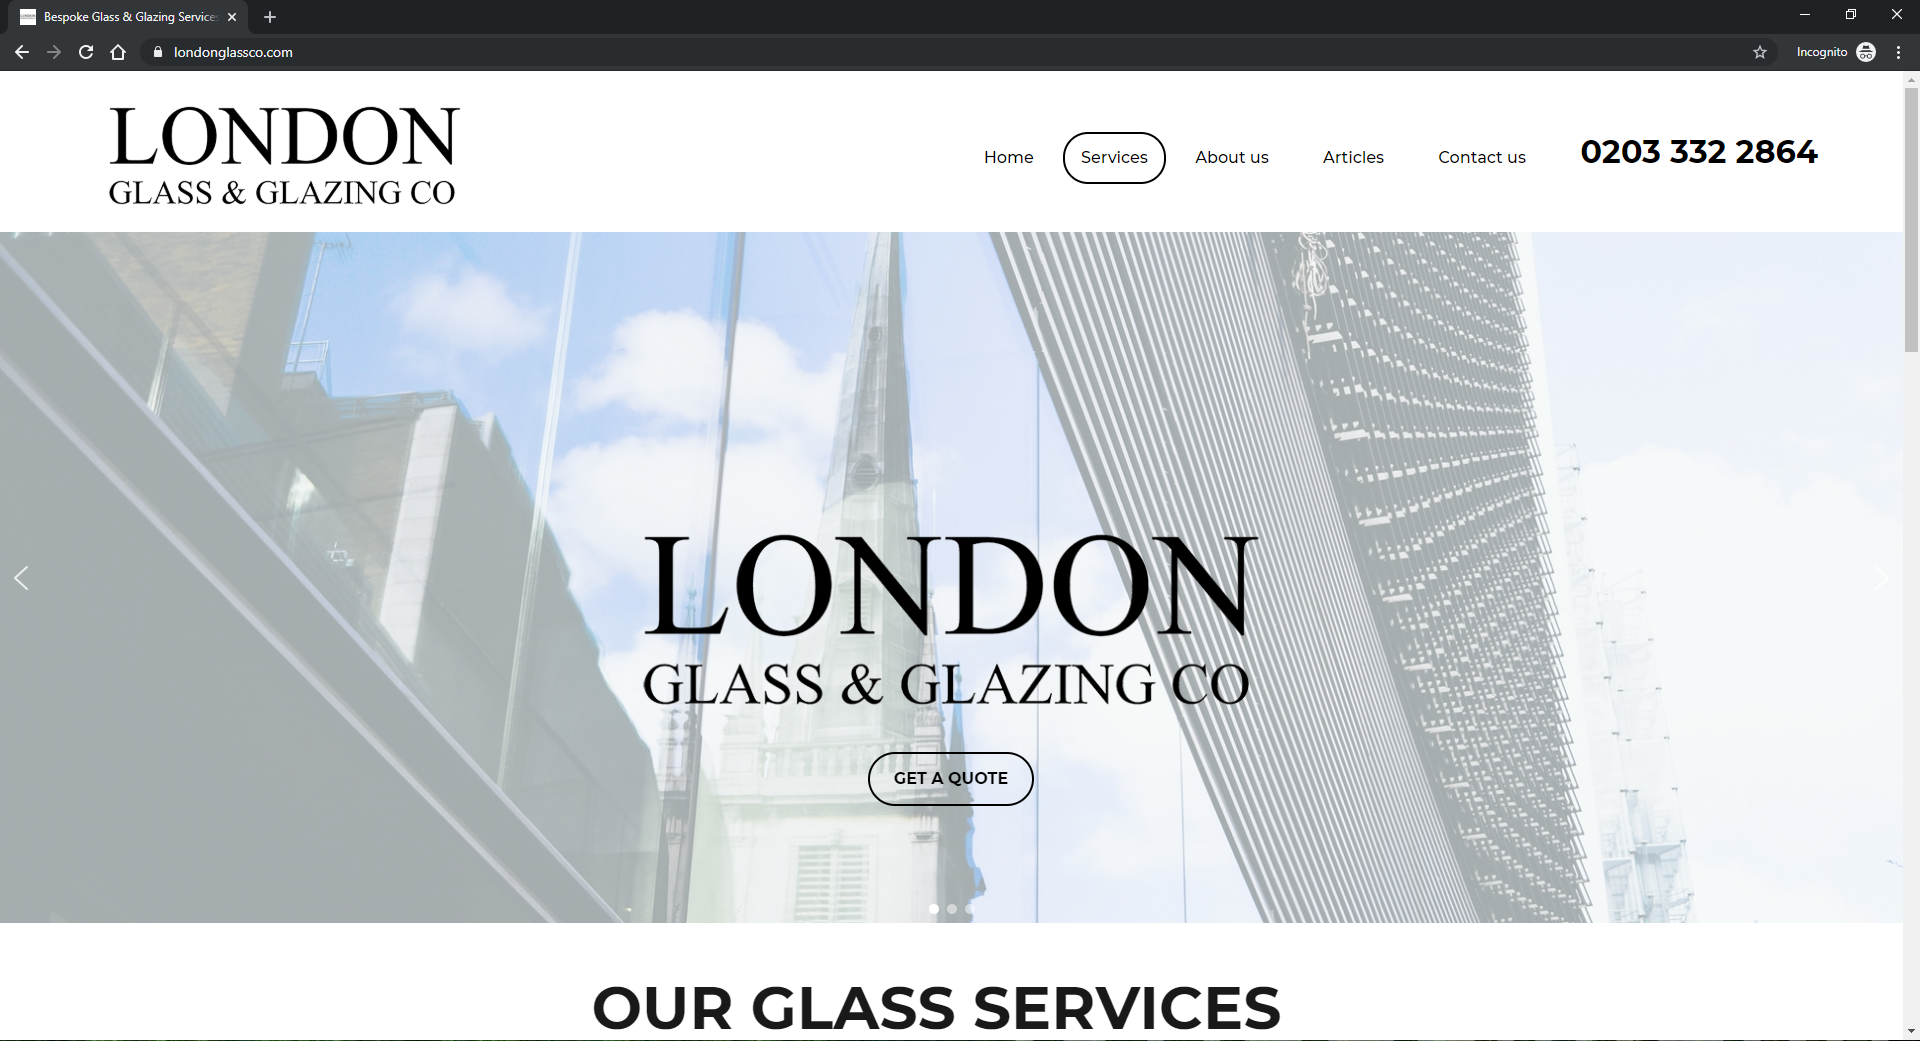 Bespoke Glass & Glazing Services
londonglassco.com
Incognito
LONDON
GLASS & GLAZING CO
Home
Services
About us
Articles
Contact us
0203 332 2864
LONDON
GLASS & GLAZING CO
GET A QUOTE
OUR GLASS SERVICES